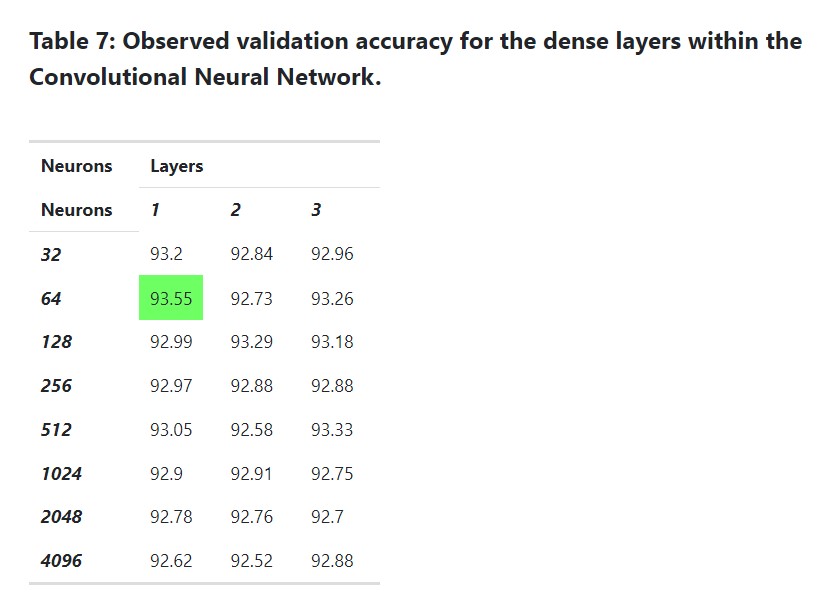 Table 7: Observed validation accuracy for the dense layers within the
Convolutional Neural Network.
Neurons Layers
Neurons 1 2 3
32 93.2 92.84 92.96
64 93.55 92.73 93.26
128 92.99 93.29 93.18
256 92.97 92.88 92.88
512 93.05 92.58 93.33
1024 92.9 92.91 92.75
2048 92.78 92.76 92.7
4096 92.62 92.52 92.88